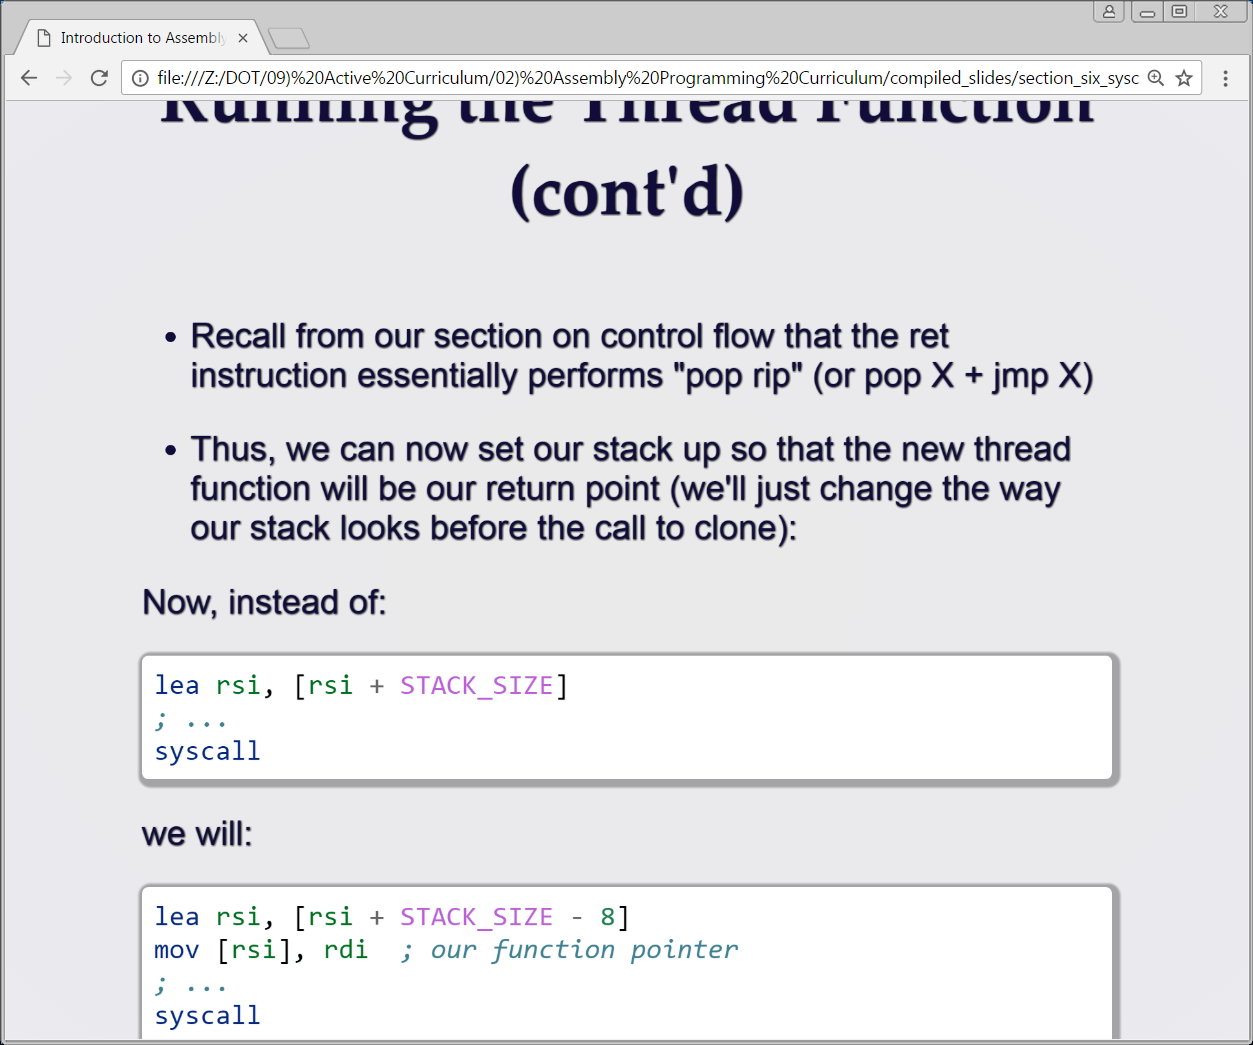 Introduction to Assembly
file:///Z:/DOT/09)%20Active%20Curriculum/02)%20Assembly%20Programming%20Curriculum/compiled_slides/section_six_sysc
Running the Thread Function
(cont'd)
• Recall from our section on control flow that the ret
instruction essentially performs "pop rip" (or pop X + jmp X)
• Thus, we can now set our stack up so that the new thread
function will be our return point (we'll just change the way
our stack looks before the call to clone):
Now, instead of:
lea rsi, [rsi + STACK_SIZE]
; ...
syscall
we will:
lea rsi, [rsi + STACK_SIZE - 8]
mov [rsi], rdi  ; our function pointer
; ...
syscall